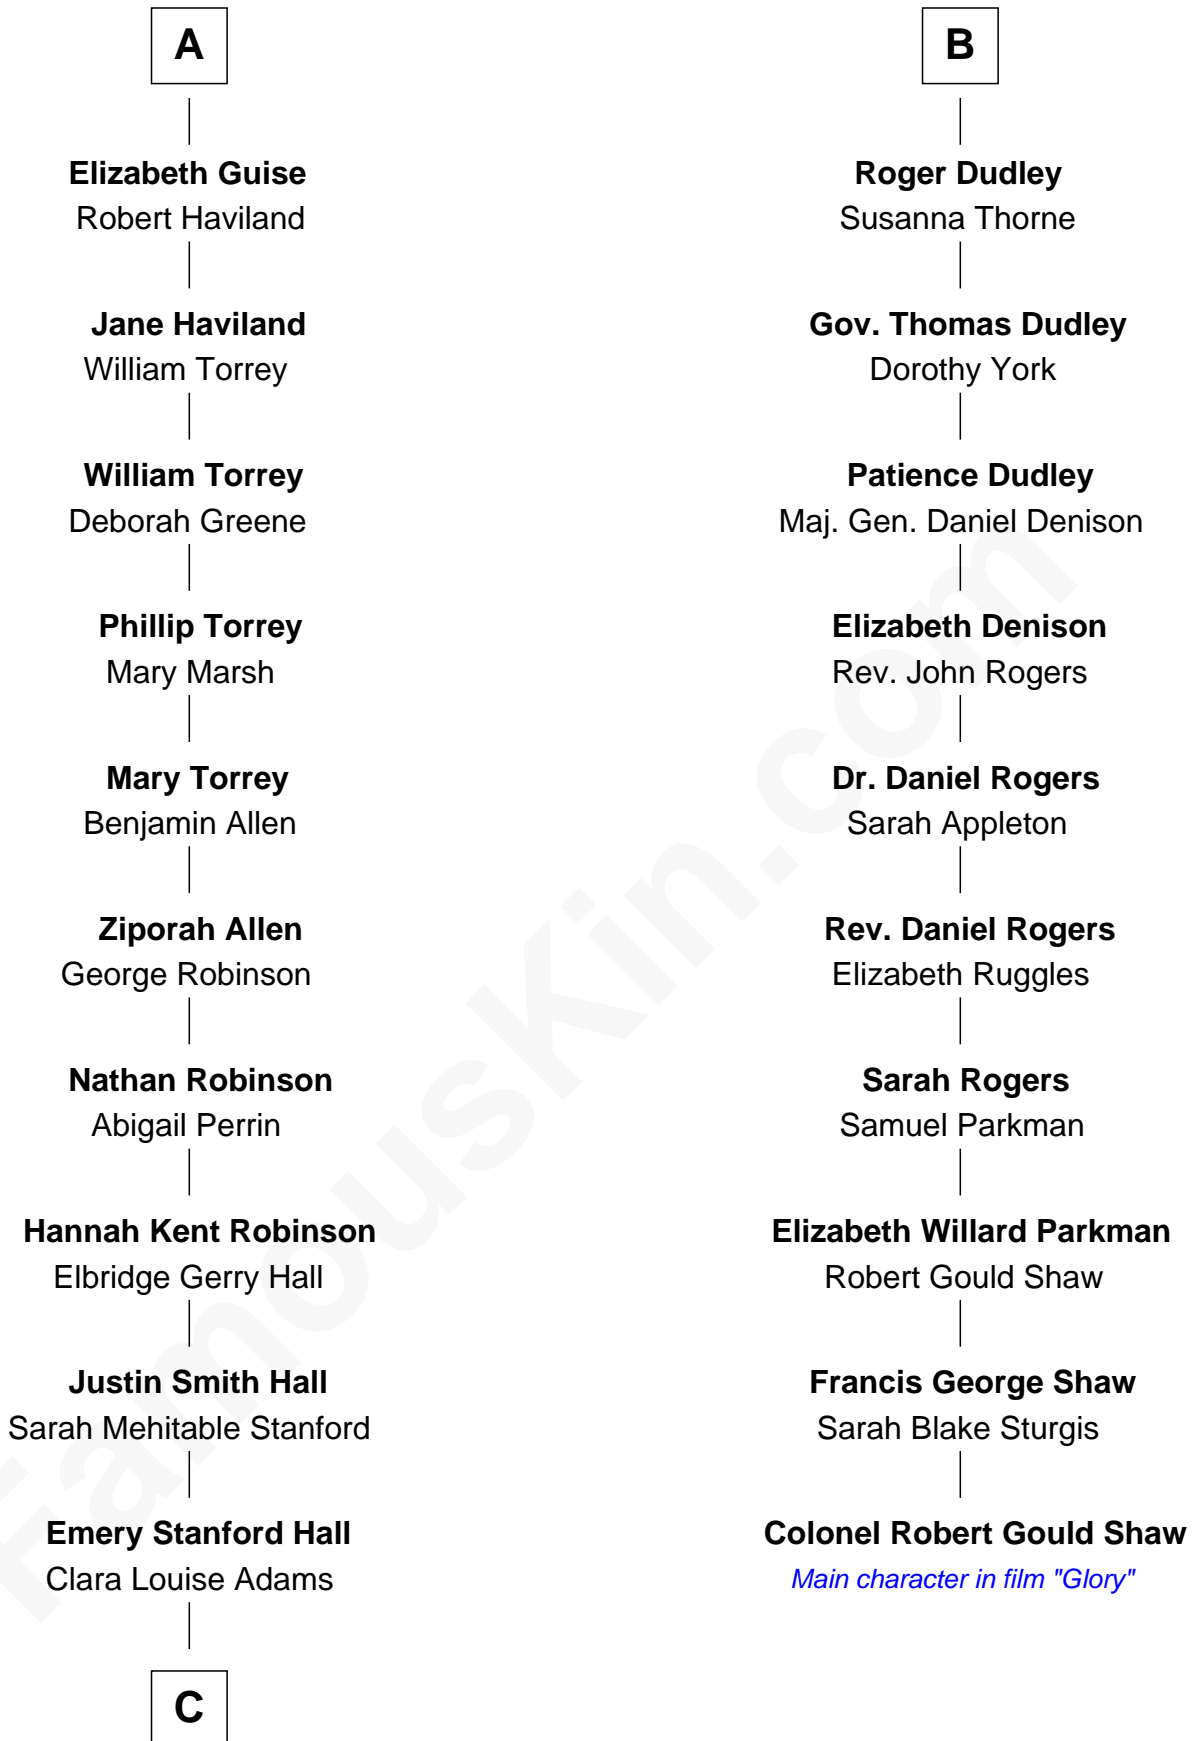 A
Elizabeth Guise
Robert Haviland
Jane Haviland
William Torrey
William Torrey
Deborah Greene
Phillip Torrey
Mary Marsh
Mary Torrey
Benjamin Allen
Ziporah Allen
George Robinson
Nathan Robinson
Abigail Perrin
Hannah Kent Robinson
Elbridge Gerry Hall
Justin Smith Hall
Sarah Mehitable Stanford
Emery Stanford Hall
Clara Louise Adams
C
B
Roger Dudley
Susanna Thorne
Gov. Thomas Dudley
Dorothy York
Patience Dudley
Maj. Gen. Daniel Denison
Elizabeth Denison
Rev. John Rogers
Dr. Daniel Rogers
Sarah Appleton
Rev. Daniel Rogers
Elizabeth Ruggles
Sarah Rogers
Samuel Parkman
Elizabeth Willard Parkman
Robert Gould Shaw
Francis George Shaw
Sarah Blake Sturgis
Colonel Robert Gould Shaw
Main character in film "Glory"
FamousKin.com